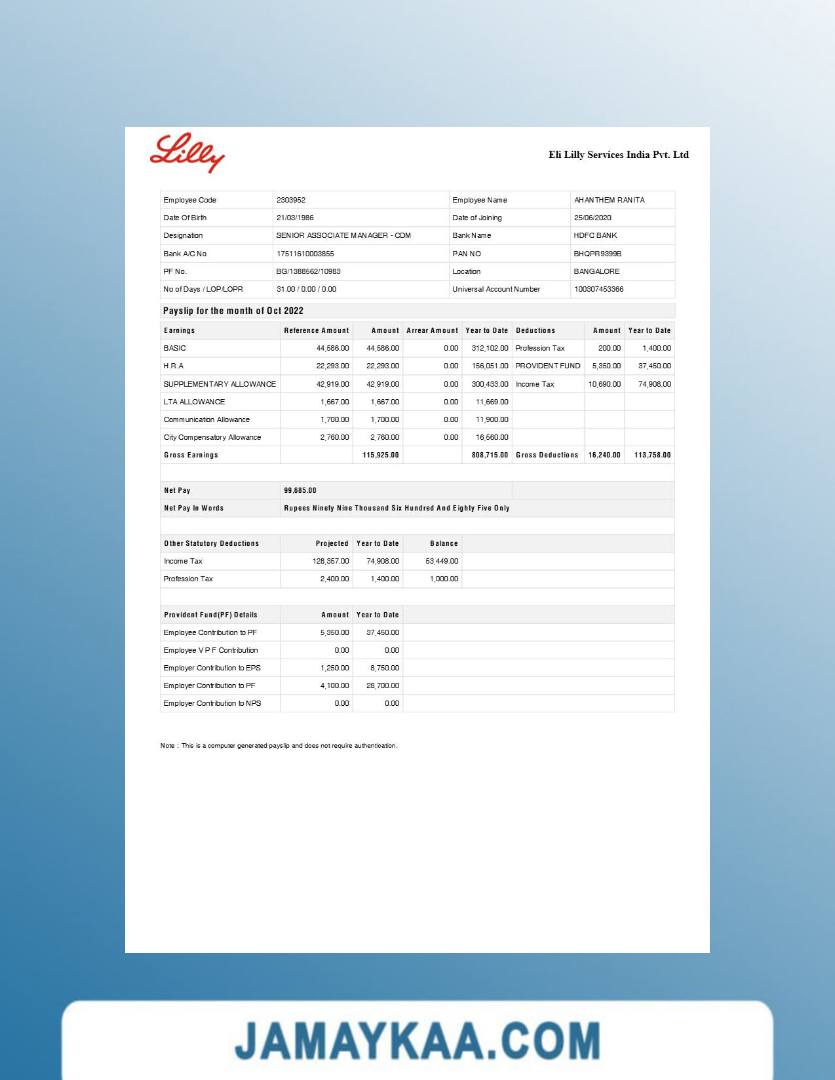 Lilly
Eli Lilly Services India Pvt. Ltd
Employee Code 2303952 Employee Name AHANTHEM RANITA
Date Of Birth 21/03/1986 Date of Joining 25/06/2020
Designation SENIOR ASSOCIATE MANAGER - CDM Bank Name HDFC BANK
Bank A/C No 17511610003855 PAN NO BHQPR9399B
PF No. BG/1388562/10983 Location BANGALORE
No of Days / LOP/LOPR 31.00 / 0.00 / 0.00 Universal Account Number 100307453366
Payslip for the month of Oct 2022
Earnings Reference Amount Amount Arrear Amount Year to Date Deductions Amount Year to Date
BASIC 44,586.00 44,586.00 0.00 312,102.00 Profession Tax 200.00 1,400.00
H.R.A 22,293.00 22,293.00 0.00 156,051.00 PROVIDENT FUND 5,350.00 37,450.00
SUPPLEMENTARY ALLOWANCE 42,919.00 42,919.00 0.00 300,433.00 Income Tax 10,690.00 74,908.00
LTA ALLOWANCE 1,667.00 1,667.00 0.00 11,669.00
Communication Allowance 1,700.00 1,700.00 0.00 11,900.00
City Compensatory Allowance 2,760.00 2,760.00 0.00 16,560.00
Gross Earnings 115,925.00 808,715.00 Gross Deductions 16,240.00 113,758.00
Net Pay 99,685.00
Net Pay In Words Rupees Ninety Nine Thousand Six Hundred And Eighty Five Only
Other Statutory Deductions Projected Year to Date Balance
Income Tax 128,357.00 74,908.00 53,449.00
Profession Tax 2,400.00 1,400.00 1,000.00
Provident Fund(PF) Details Amount Year to Date
Employee Contribution to PF 5,350.00 37,450.00
Employee V P F Contribution 0.00 0.00
Employer Contribution to EPS 1,250.00 8,750.00
Employer Contribution to PF 4,100.00 28,700.00
Employer Contribution to NPS 0.00 0.00
Note : This is a computer generated payslip and does not require authentication.
JAMAYKAA.COM